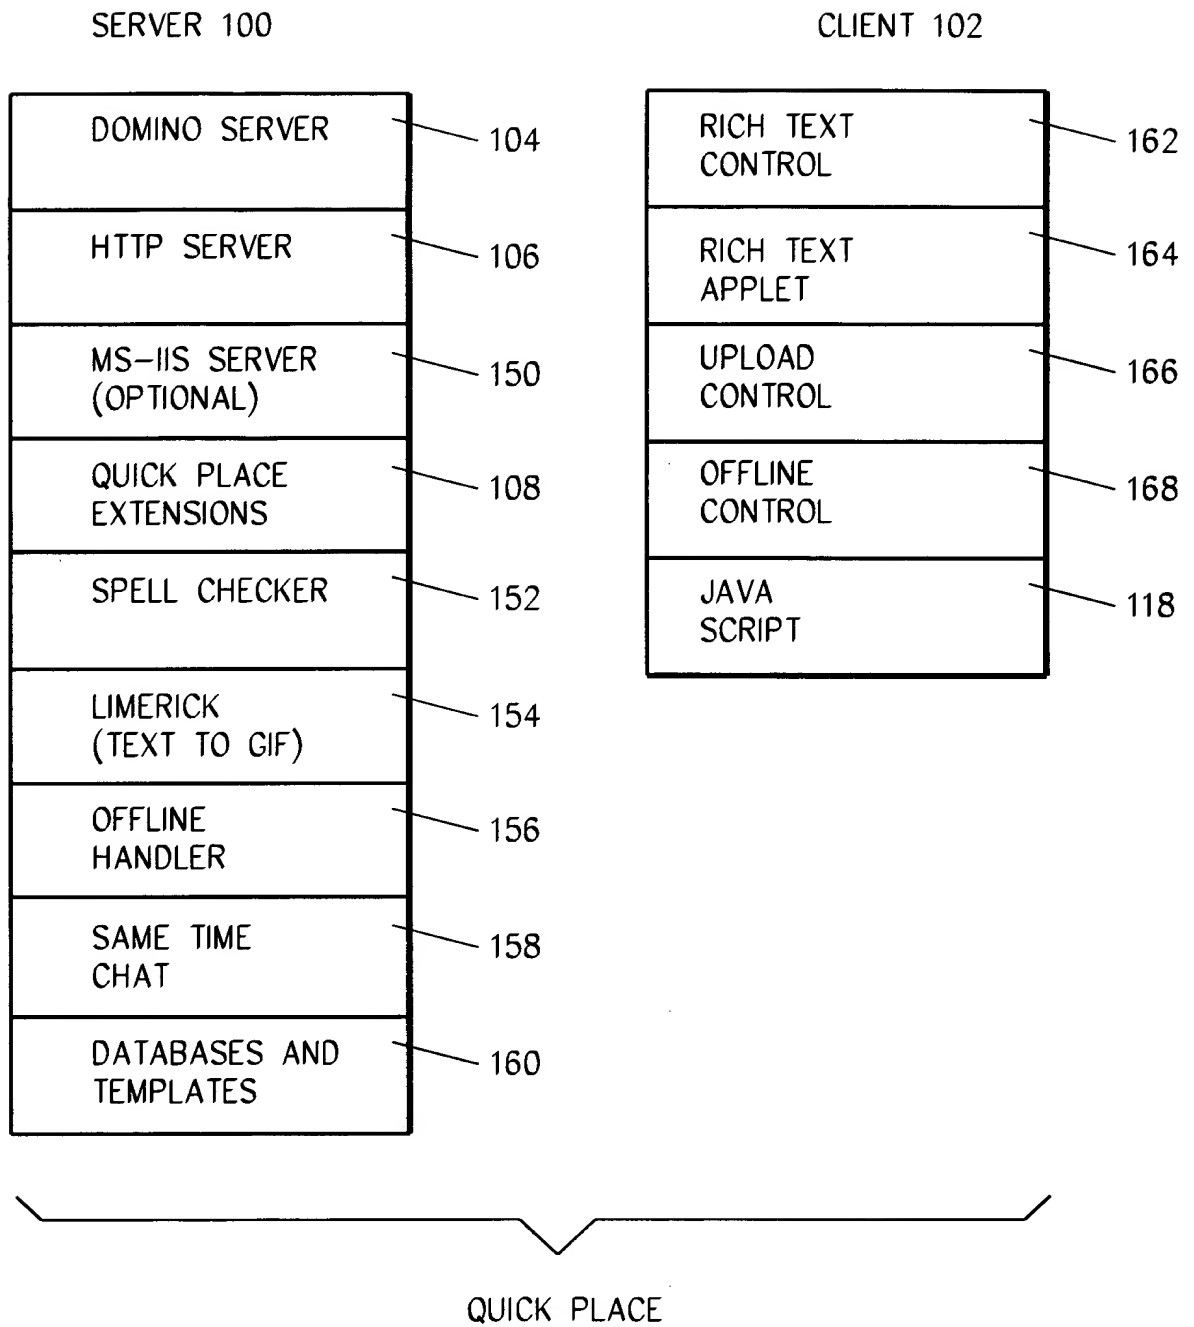 SERVER 100
CLIENT 102
DOMINO SERVER
104
HTTP SERVER
106
MS-IIS SERVER
(OPTIONAL)
150
QUICK PLACE
EXTENSIONS
108
SPELL CHECKER
152
LIMERICK
(TEXT TO GIF)
154
OFFLINE
HANDLER
156
SAME TIME
CHAT
158
DATABASES AND
TEMPLATES
160
RICH TEXT
CONTROL
162
RICH TEXT
APPLET
164
UPLOAD
CONTROL
166
OFFLINE
CONTROL
168
JAVA
SCRIPT
118
QUICK PLACE